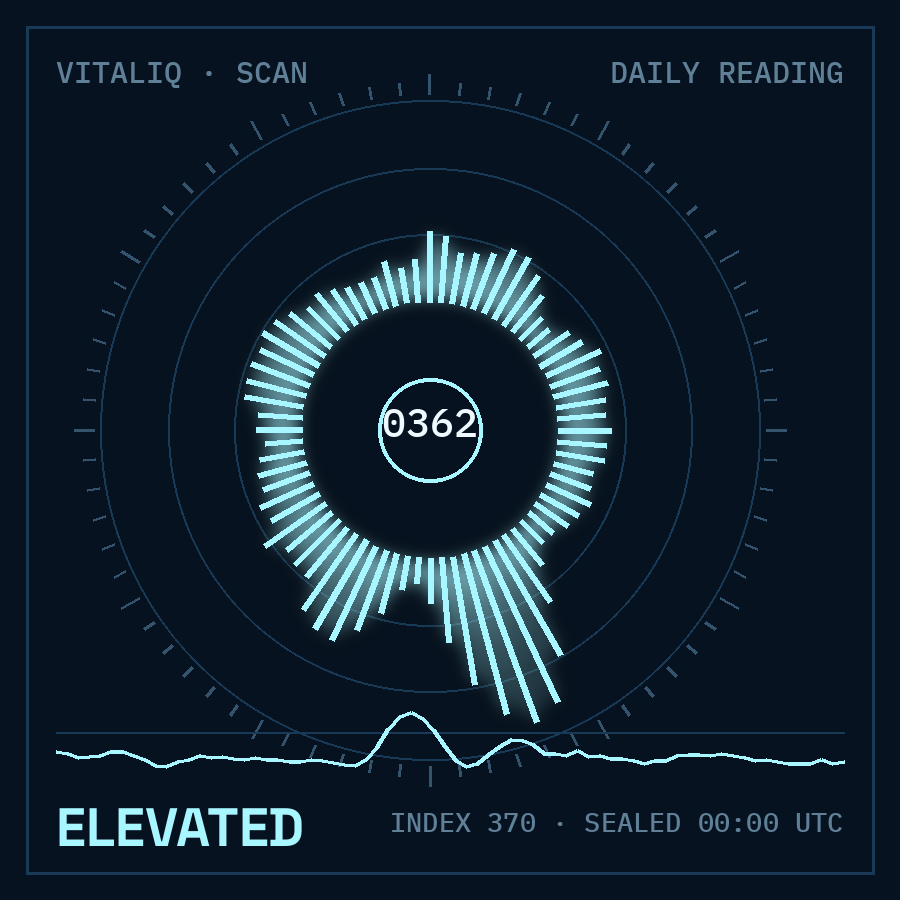 VITALIQ · SCAN
DAILY READING
0362
ELEVATED
INDEX 370 · SEALED 00:00 UTC